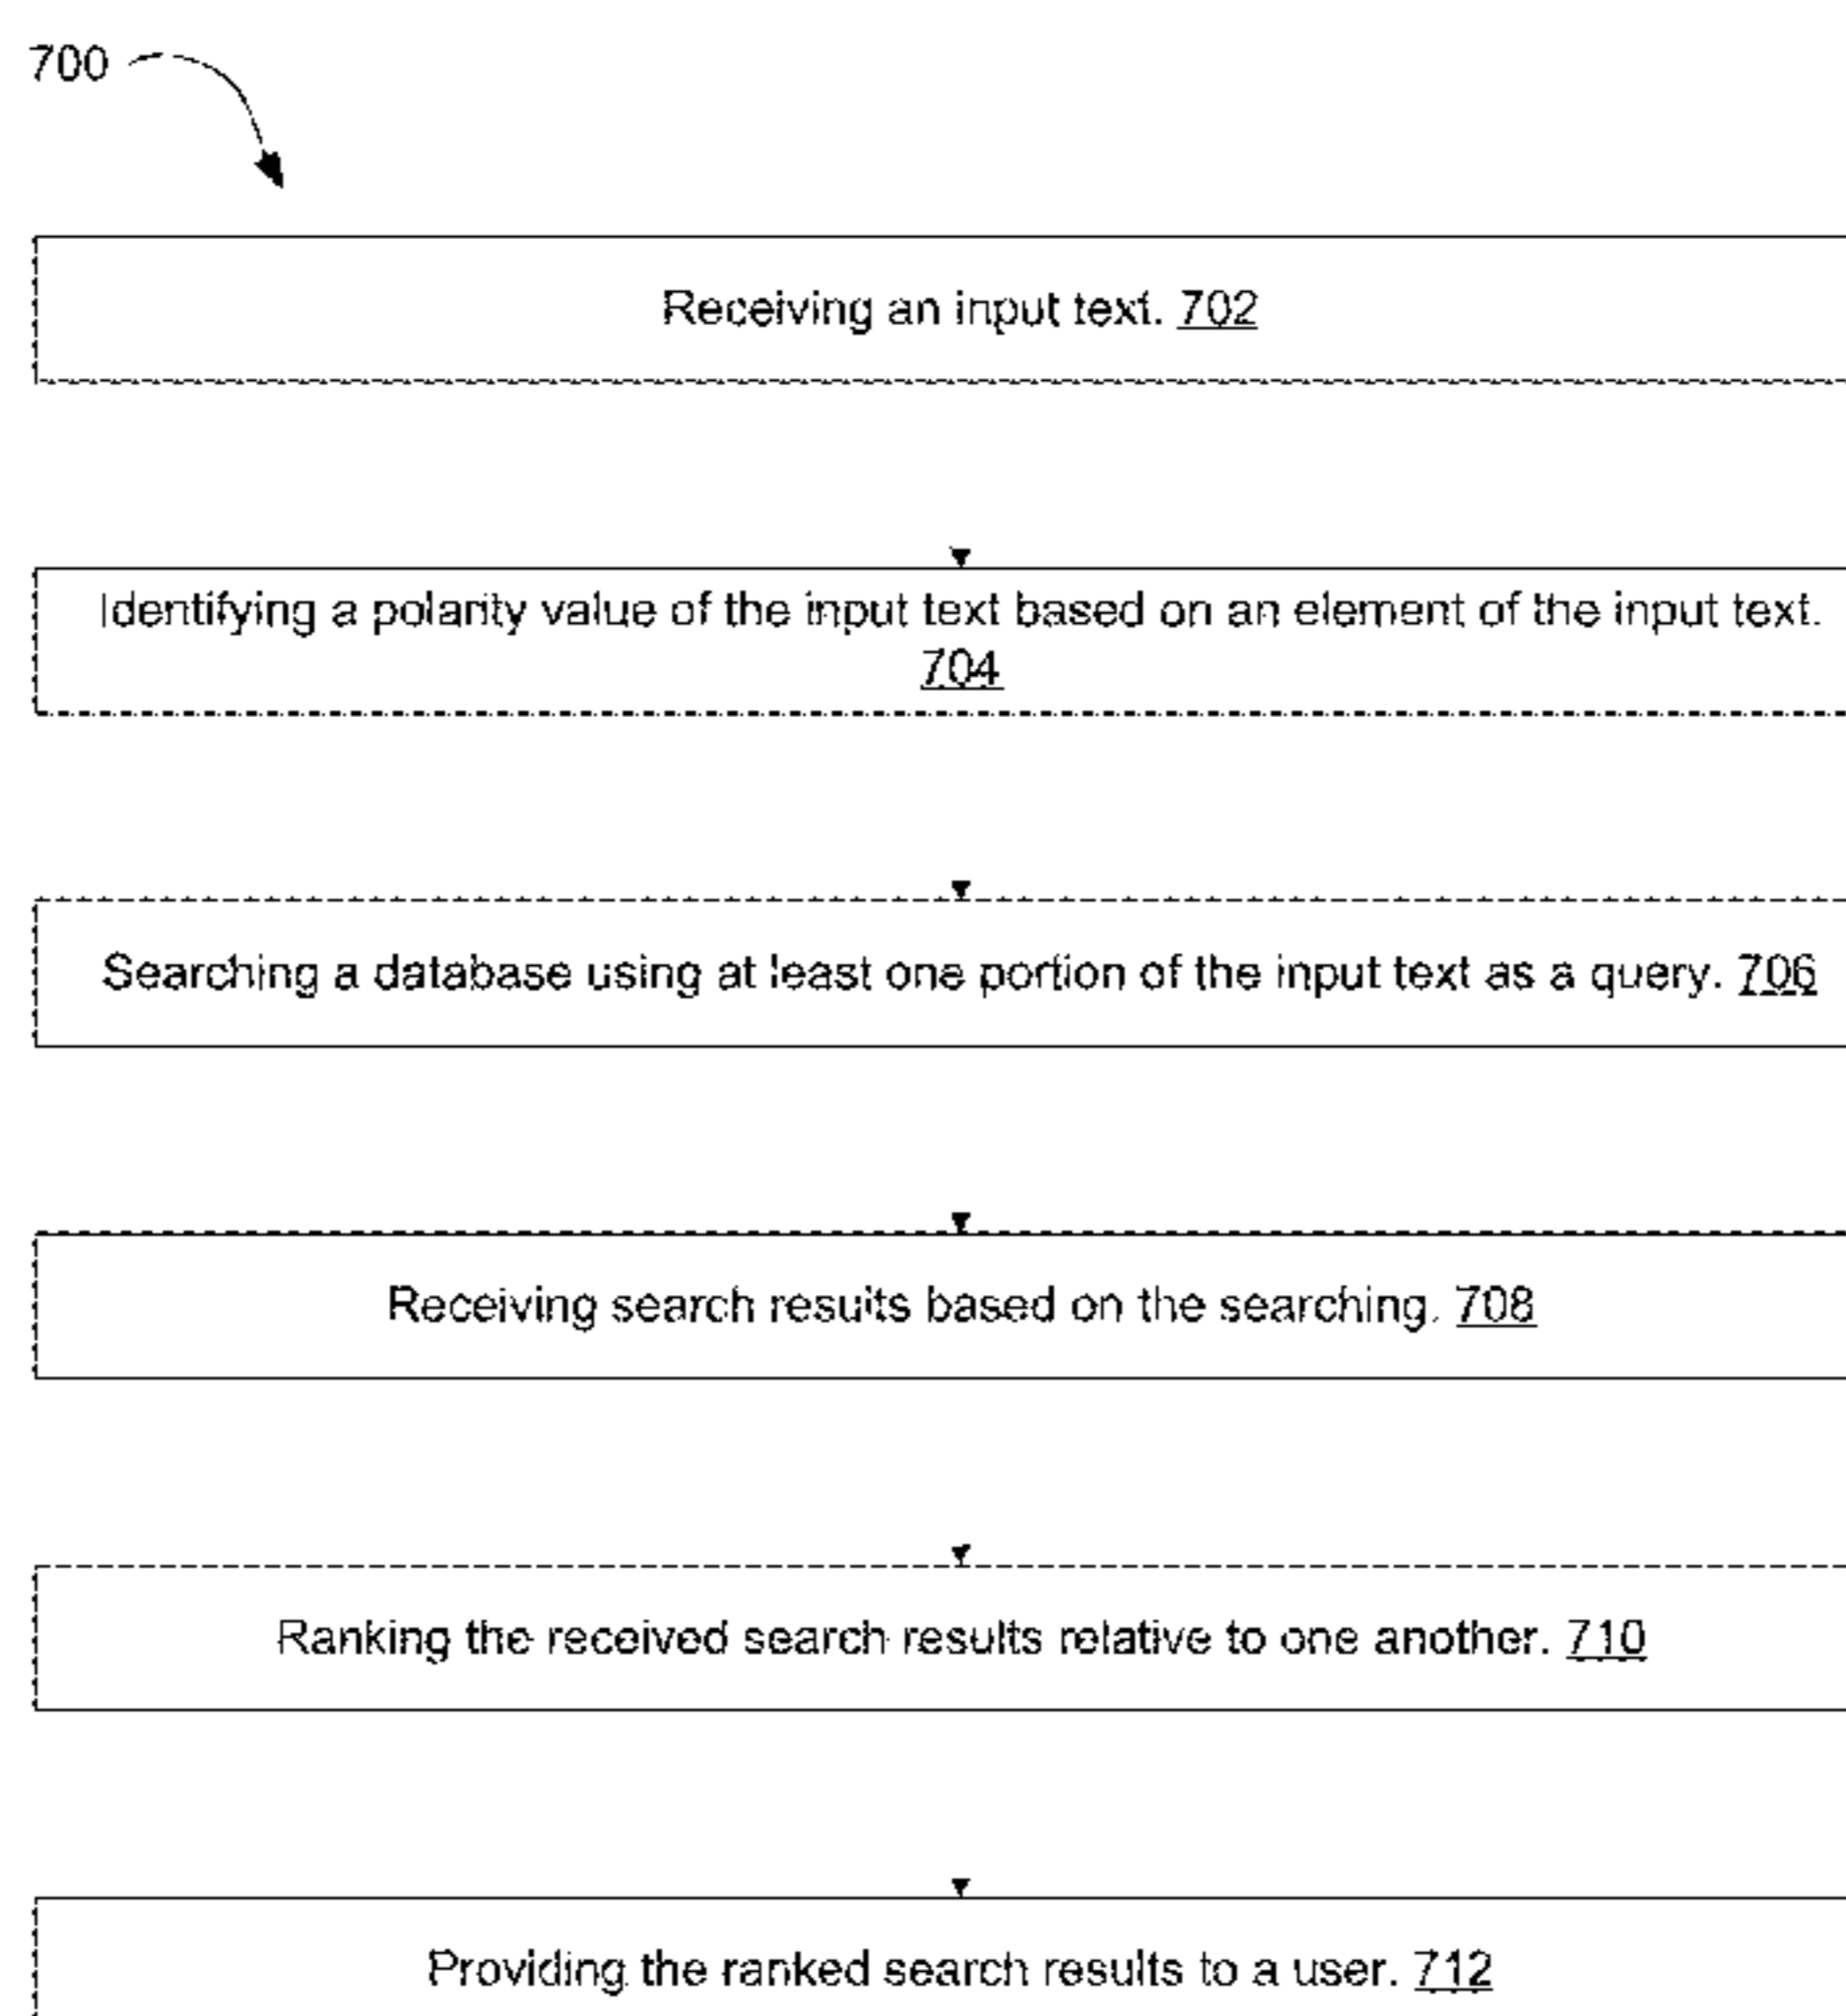 700
Receiving an input text. 702
Identifying a polarity value of the input text based on an element of the input text.
704
Searching a database using at least one portion of the input text as a query. 706
Receiving search results based on the searching. 708
Ranking the received search results relative to one another. 710
Providing the ranked search results to a user. 712